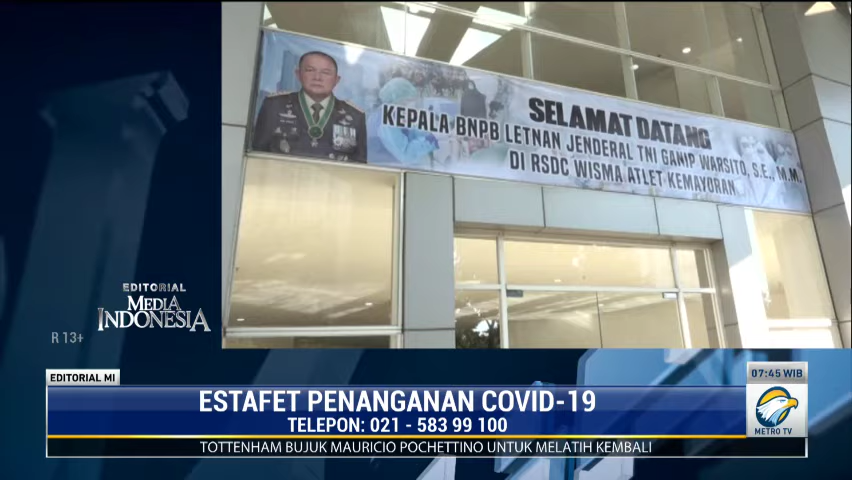 SELAMAT DATANG
KEPALA BNPB LETNAN JENDERAL TNI GANIP WARSITO, S.E., M.M.
DI RSDC WISMA ATLET KEMAYORAN
EDITORIAL
MEDIA
INDONESIA
R 13+
EDITORIAL MI
07:45 WIB
ESTAFET PENANGANAN COVID-19
TELEPON: 021 - 583 99 100
METRO TV
TOTTENHAM BUJUK MAURICIO POCHETTINO UNTUK MELATIH KEMBALI